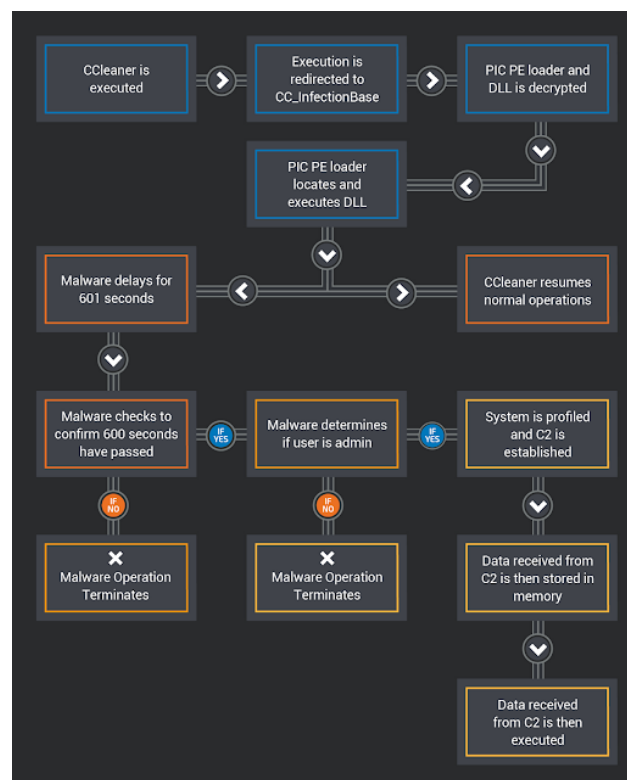 CCleaner is
executed
Execution is
redirected to
CC_InfectionBase
PIC PE loader and
DLL is decrypted
PIC PE loader
locates and
executes DLL
Malware delays for
601 seconds
CCleaner resumes
normal operations
Malware checks to
confirm 600 seconds
have passed
IF
YES
Malware determines
if user is admin
IF
YES
System is profiled
and C2 is
established
IF
NO
IF
NO
Malware Operation
Terminates
Malware Operation
Terminates
Data received from
C2 is then stored in
memory
Data received
from C2 is then
executed